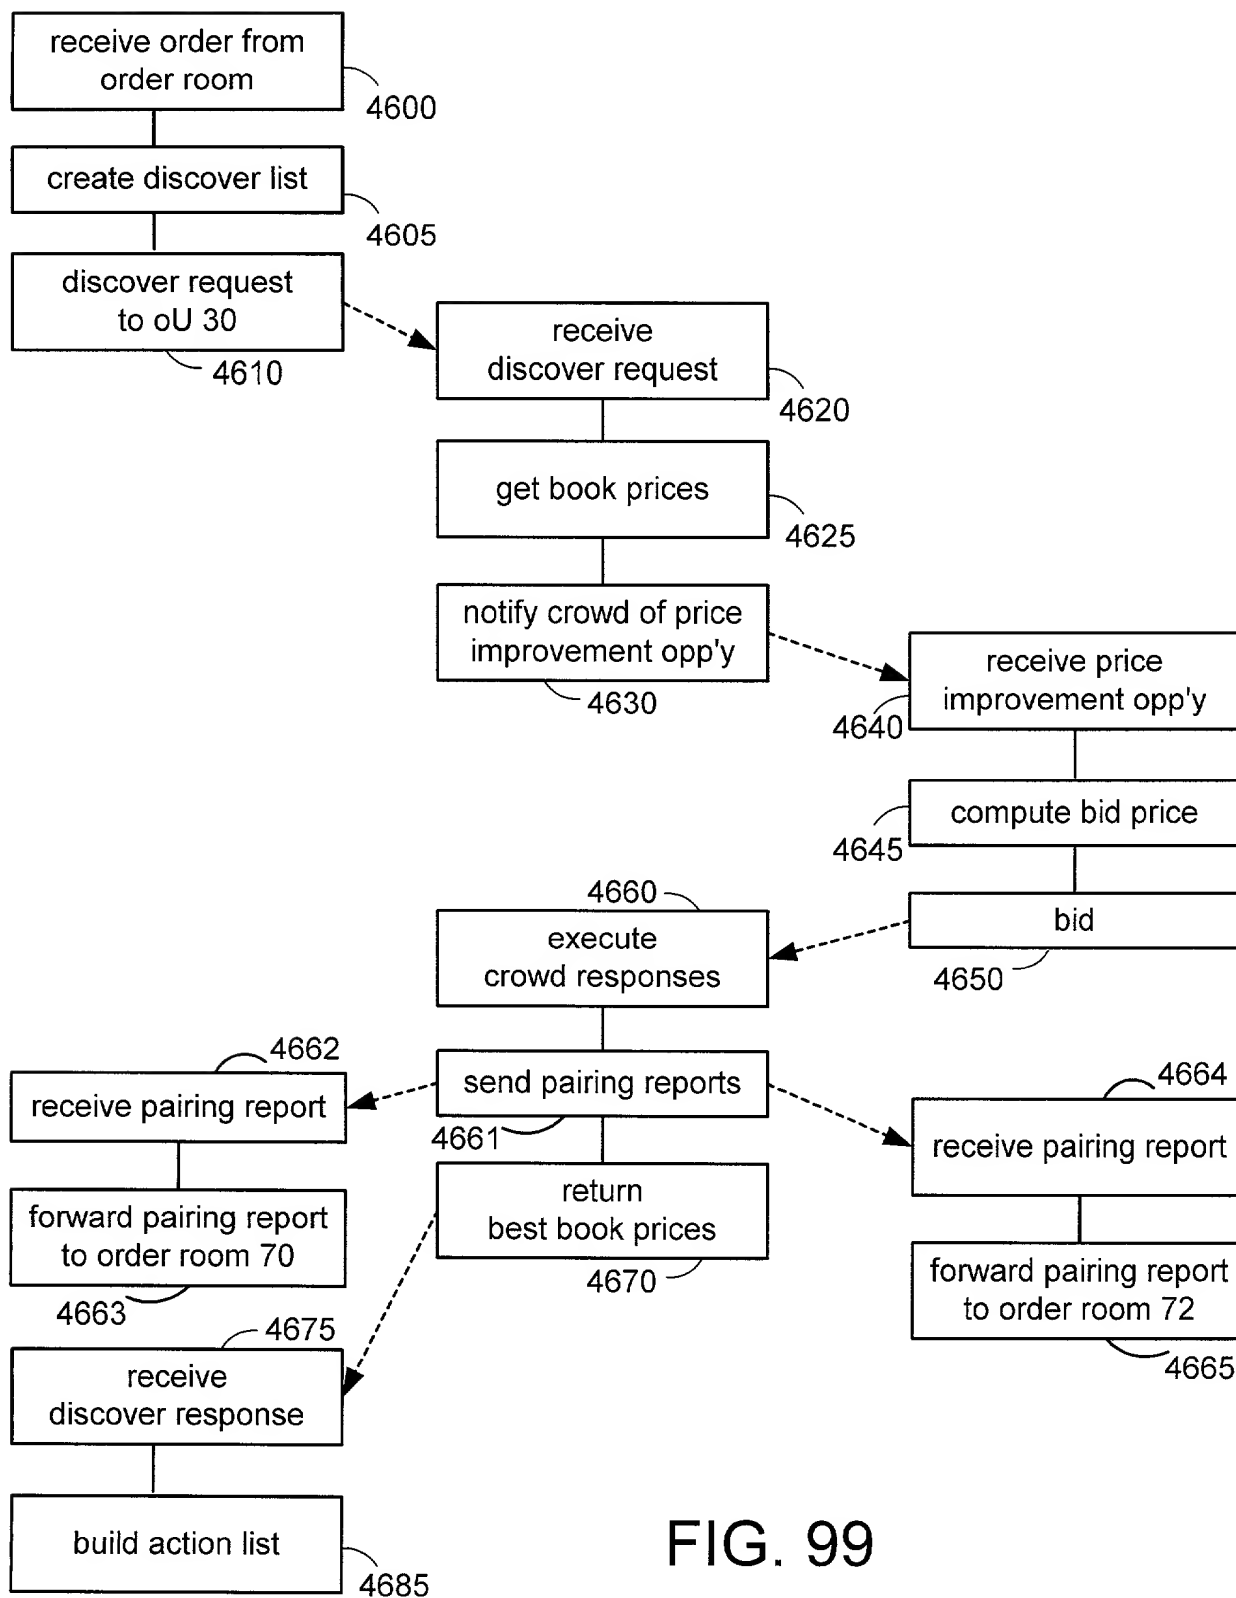 receive order from
order room
4600
create discover list
4605
discover request
to oU 30
4610
receive
discover request
4620
get book prices
4625
notify crowd of price
improvement opp'y
4630
receive price
improvement opp'y
4640
compute bid price
4645
bid
4650
4660
execute
crowd responses
send pairing reports
4661
4662
receive pairing report
4664
receive pairing report
forward pairing report
to order room 70
4663
return
best book prices
4670
forward pairing report
to order room 72
4665
4675
receive
discover response
build action list
4685
FIG. 99